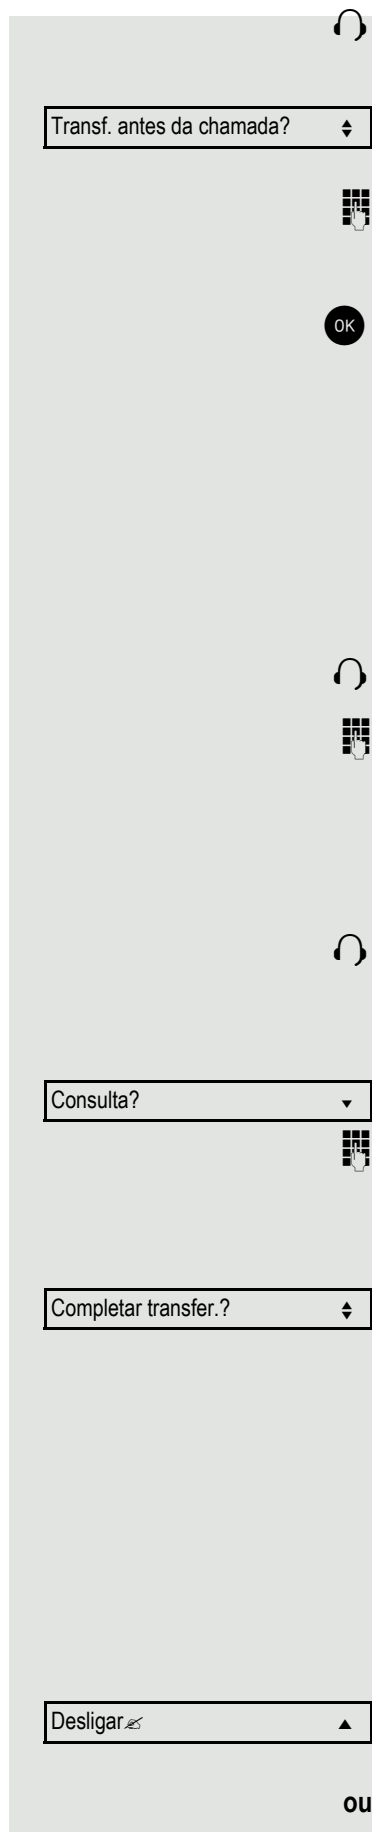 Transf. antes da chamada?
OK
Consulta?
Completar transfer.?
Desligar
ou